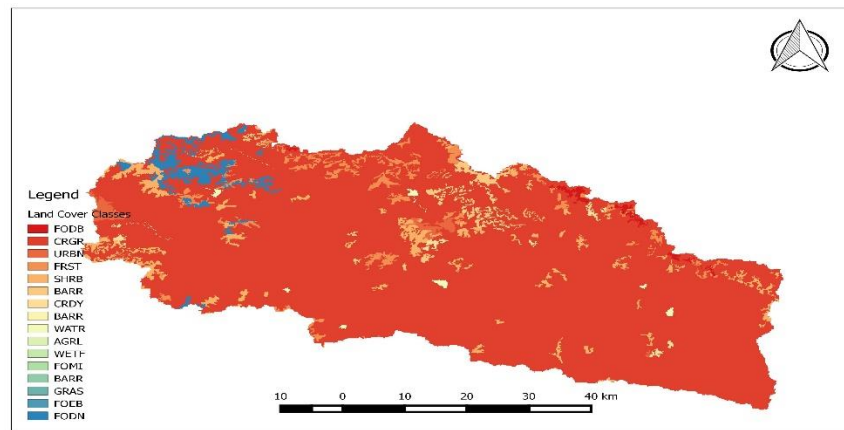 Legend
Land Cover Classes
FODB
CRGR
URBN
FRST
SHRB
BARR
CRDY
BARR
WATR
AGRL
WETF
FOMI
BARR
GRAS
FOEB
FODN
10 0 10 20 30 40 km